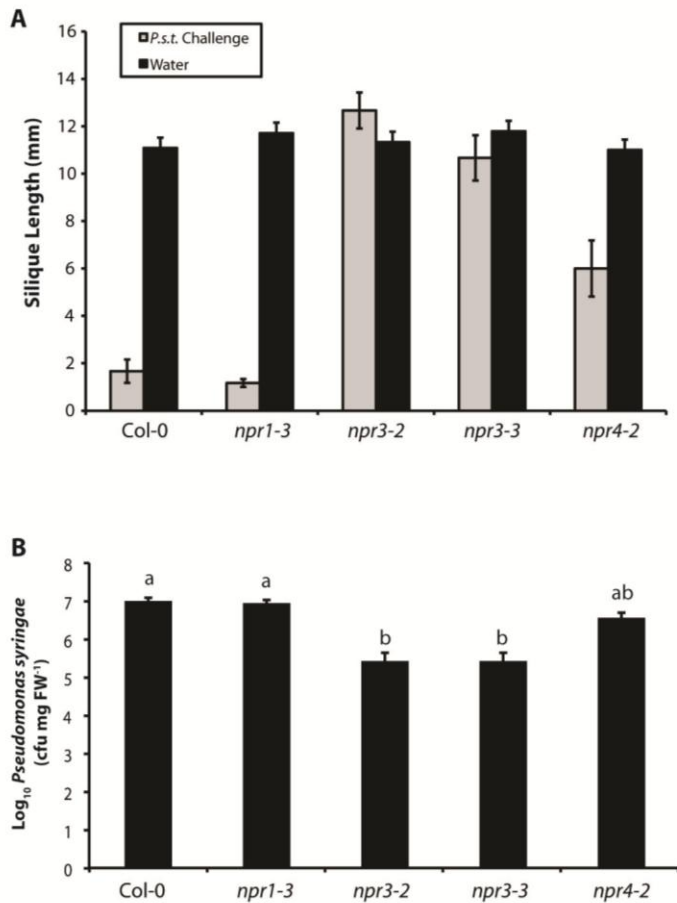 A
P.s.t. Challenge
Water
16
14
12
10
8
6
4
2
0
Silique Length (mm)
Col-0 npr1-3 npr3-2 npr3-3 npr4-2
B
8
7
6
5
4
3
2
1
0
Log₁₀ Pseudomonas syringae
(cfu mg FW⁻¹)
a a b b ab
Col-0 npr1-3 npr3-2 npr3-3 npr4-2